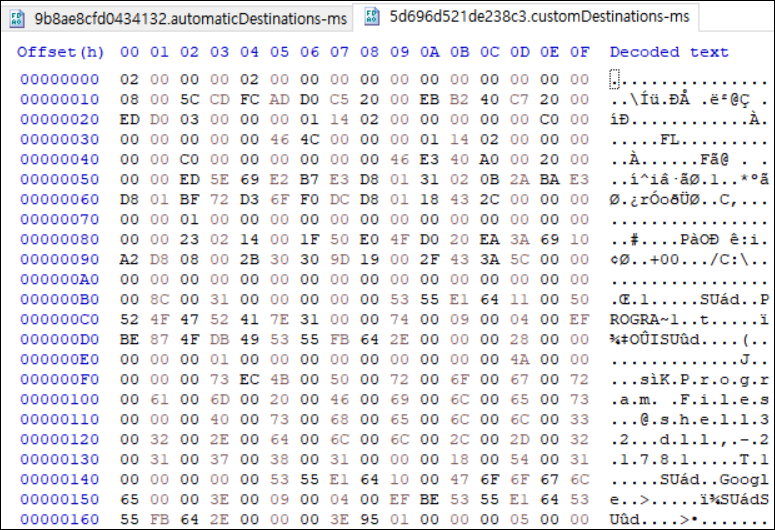 9b8ae8cfd0434132.automaticDestinations-ms 5d696d521de238c3.customDestinations-ms
Offset(h) 00 01 02 03 04 05 06 07 08 09 0A 0B 0C 0D 0E 0F Decoded text
00000000 02 00 00 00 02 00 00 00 00 00 00 00 00 00 00 00 ................
00000010 08 00 5C CD FC AD D0 C5 20 00 EB B2 40 C7 20 00 ..\Íü.ÐÅ .ë²@Ç .
00000020 ED D0 03 00 00 00 01 14 02 00 00 00 00 00 C0 00 íÐ............À.
00000030 00 00 00 00 00 46 4C 00 00 00 01 14 02 00 00 00 .....FL.........
00000040 00 00 C0 00 00 00 00 00 00 46 E3 40 A0 00 20 00 ..À......Fã@ . .
00000050 00 00 ED 5E 69 E2 B7 E3 D8 01 31 02 0B 2A BA E3 ..í^iâ·ãØ.1..*ºã
00000060 D8 01 BF 72 D3 6F F0 DC D8 01 18 43 2C 00 00 00 Ø.¿rÓoðÜØ..C,...
00000070 00 00 01 00 00 00 00 00 00 00 00 00 00 00 00 00 ................
00000080 00 00 23 02 14 00 1F 50 E0 4F D0 20 EA 3A 69 10 ..#....PàOÐ ê:i.
00000090 A2 D8 08 00 2B 30 30 9D 19 00 2F 43 3A 5C 00 00 ¢Ø..+00.../C:\..
000000A0 00 00 00 00 00 00 00 00 00 00 00 00 00 00 00 00 ................
000000B0 00 8C 00 31 00 00 00 00 00 53 55 E1 64 11 00 50 .Œ.1.....SUád..P
000000C0 52 4F 47 52 41 7E 31 00 00 74 00 09 00 04 00 EF ROGRA~1..t.....ï
000000D0 BE 87 4F DB 49 53 55 FB 64 2E 00 00 00 28 00 00 ¾‡OÛISUûd....(..
000000E0 00 00 00 01 00 00 00 00 00 00 00 00 00 4A 00 00 .............J..
000000F0 00 00 00 73 EC 4B 00 50 00 72 00 6F 00 67 00 72 ...sìK.P.r.o.g.r
00000100 00 61 00 6D 00 20 00 46 00 69 00 6C 00 65 00 73 .a.m. .F.i.l.e.s
00000110 00 00 00 40 00 73 00 68 00 65 00 6C 00 6C 00 33 ...@.s.h.e.l.l.3
00000120 00 32 00 2E 00 64 00 6C 00 6C 00 2C 00 2D 00 32 .2...d.l.l.,.-.2
00000130 00 31 00 37 00 38 00 31 00 00 00 18 00 54 00 31 .1.7.8.1.....T.1
00000140 00 00 00 00 00 53 55 E1 64 10 00 47 6F 6F 67 6C .....SUád..Googl
00000150 65 00 00 3E 00 09 00 04 00 EF BE 53 55 E1 64 53 e..>.....ï¾SUádS
00000160 55 FB 64 2E 00 00 00 3E 95 01 00 00 00 05 00 00 Uûd....>•.......